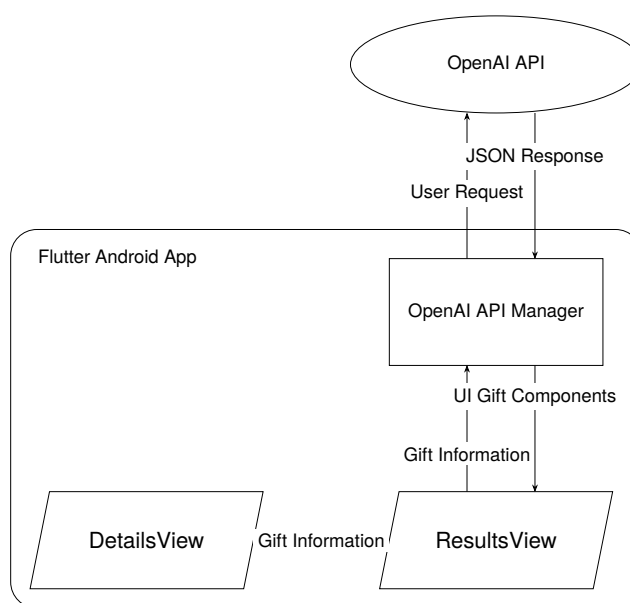 OpenAI API
JSON Response
User Request
Flutter Android App
OpenAI API Manager
UI Gift Components
Gift Information
DetailsView
Gift Information
ResultsView